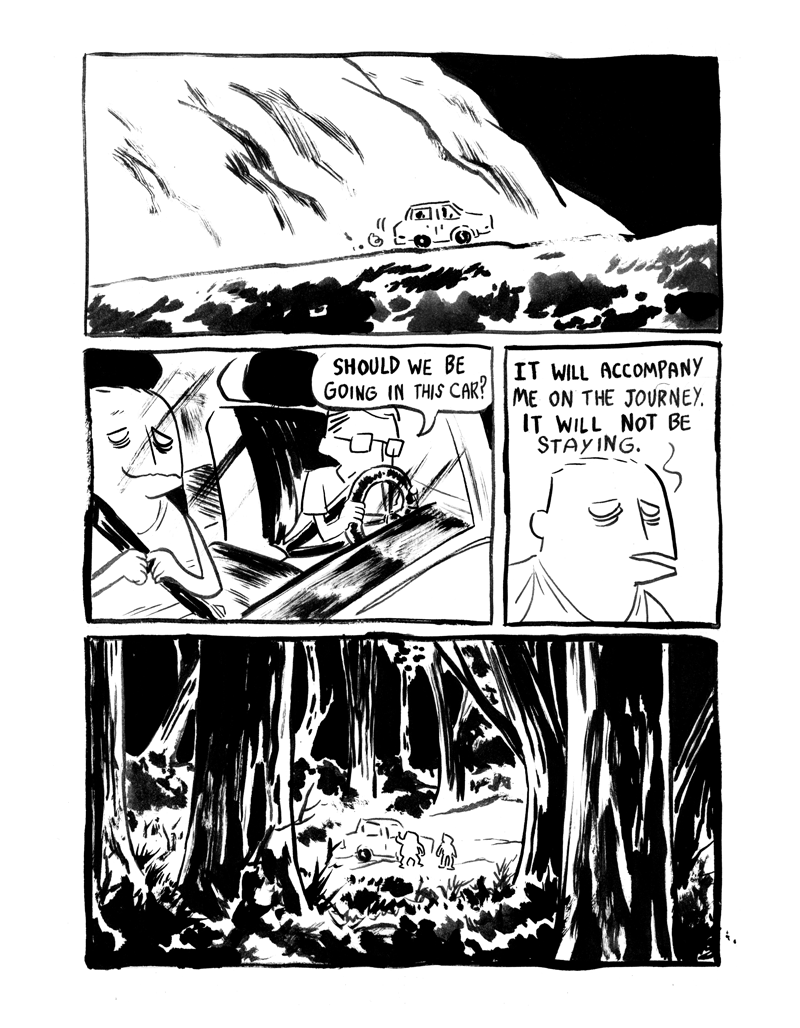 SHOULD WE BE
GOING IN THIS CAR?
IT WILL ACCOMPANY
ME ON THE JOURNEY.
IT WILL NOT BE
STAYING.